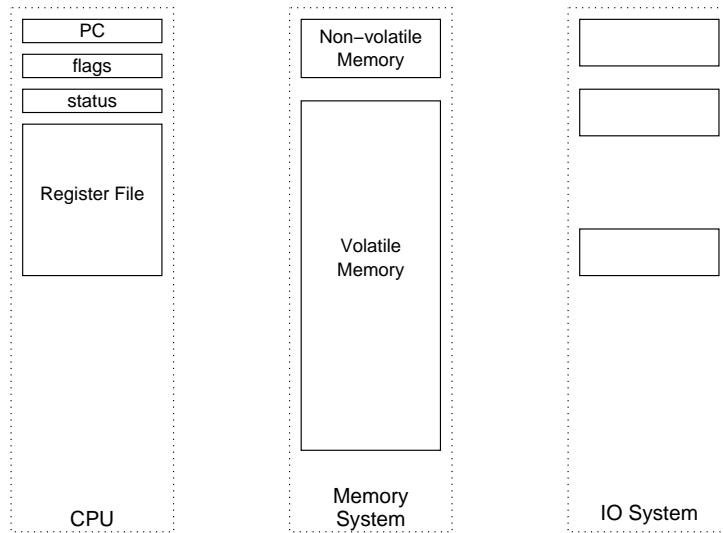 PC
flags
status
Register File
CPU
Non−volatile
Memory
Volatile
Memory
Memory
System
IO System